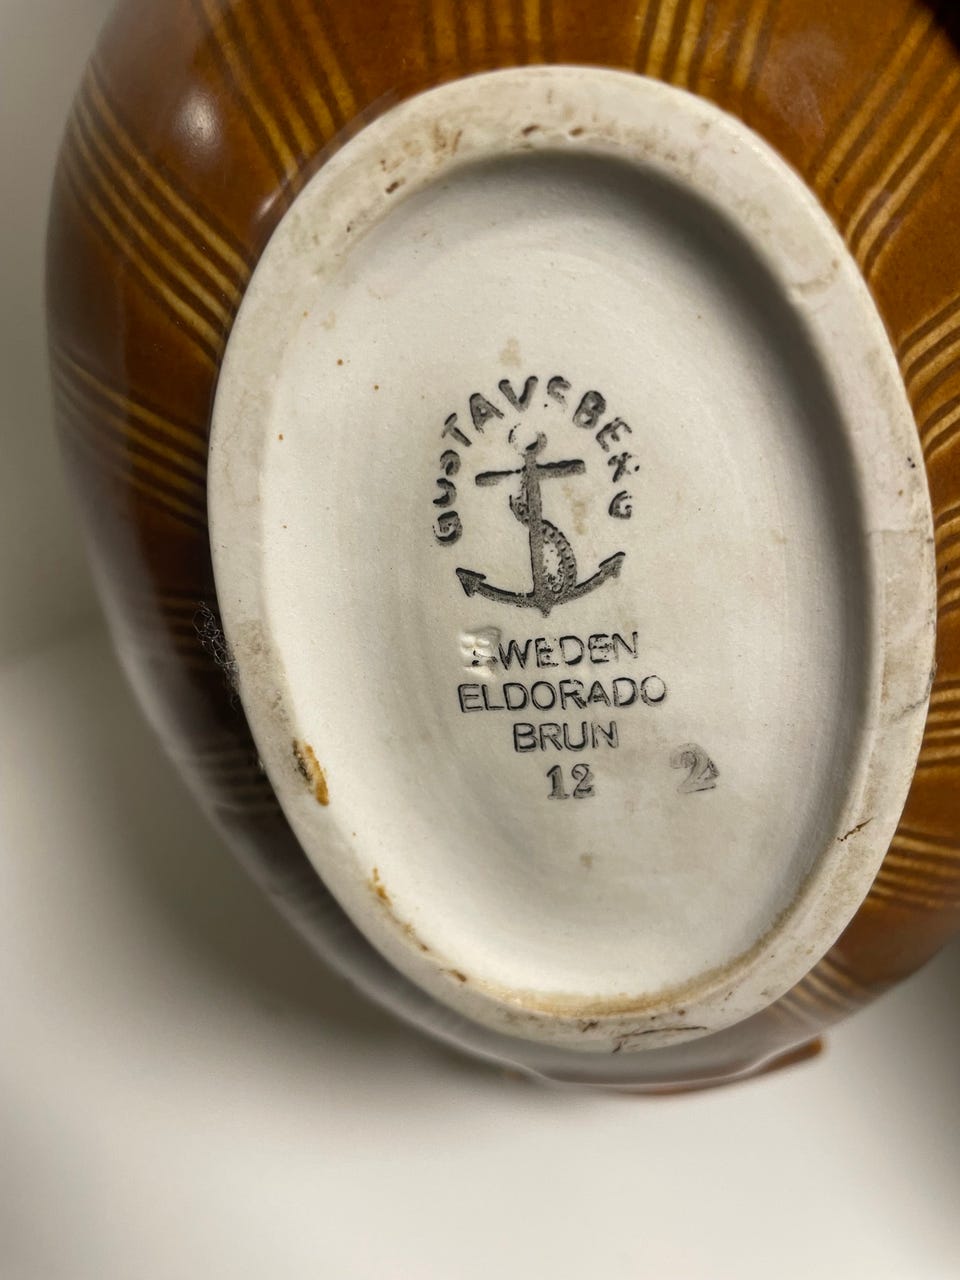 GUSTAVSBERG
SWEDEN
ELDORADO
BRUN
12 2